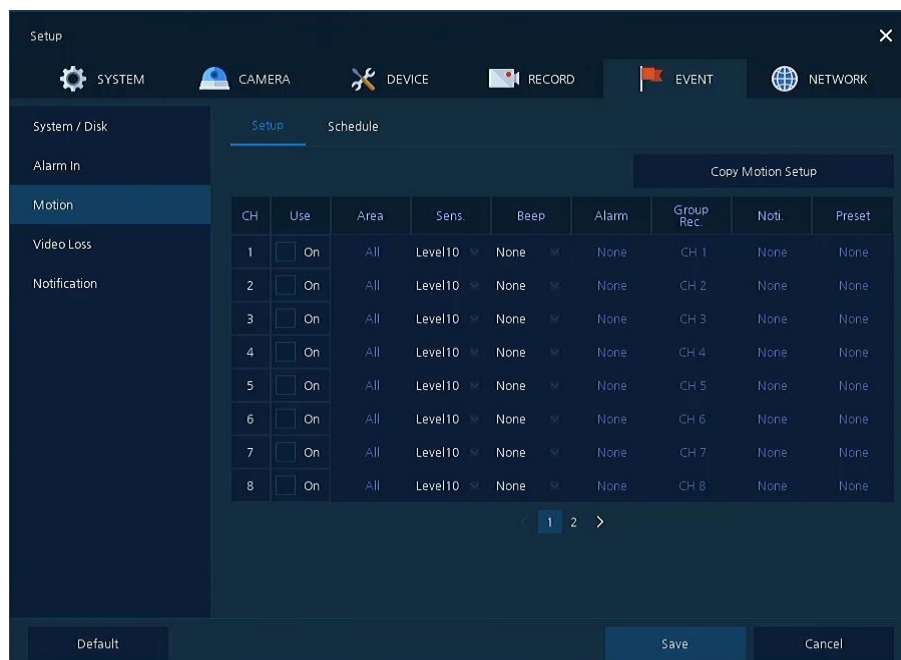 Setup
SYSTEM CAMERA DEVICE RECORD EVENT NETWORK
System / Disk
Alarm In
Motion
Video Loss
Notification
Setup Schedule
Copy Motion Setup
CH Use Area Sens. Beep Alarm Group Rec. Noti. Preset
1 On All Level10 None None CH 1 None None
2 On All Level10 None None CH 2 None None
3 On All Level10 None None CH 3 None None
4 On All Level10 None None CH 4 None None
5 On All Level10 None None CH 5 None None
6 On All Level10 None None CH 6 None None
7 On All Level10 None None CH 7 None None
8 On All Level10 None None CH 8 None None
1 2
Default Save Cancel